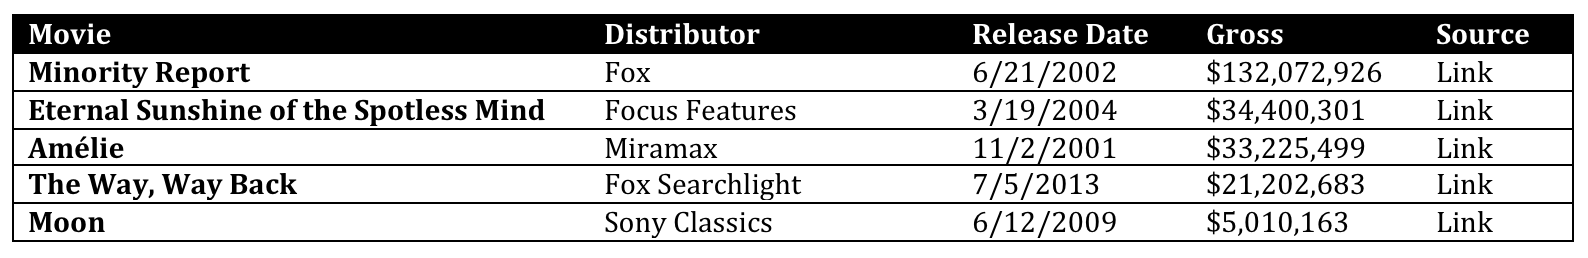 Movie Distributor Release Date Gross Source
Minority Report Fox 6/21/2002 $132,072,926 Link
Eternal Sunshine of the Spotless Mind Focus Features 3/19/2004 $34,400,301 Link
Amélie Miramax 11/2/2001 $33,225,499 Link
The Way, Way Back Fox Searchlight 7/5/2013 $21,202,683 Link
Moon Sony Classics 6/12/2009 $5,010,163 Link